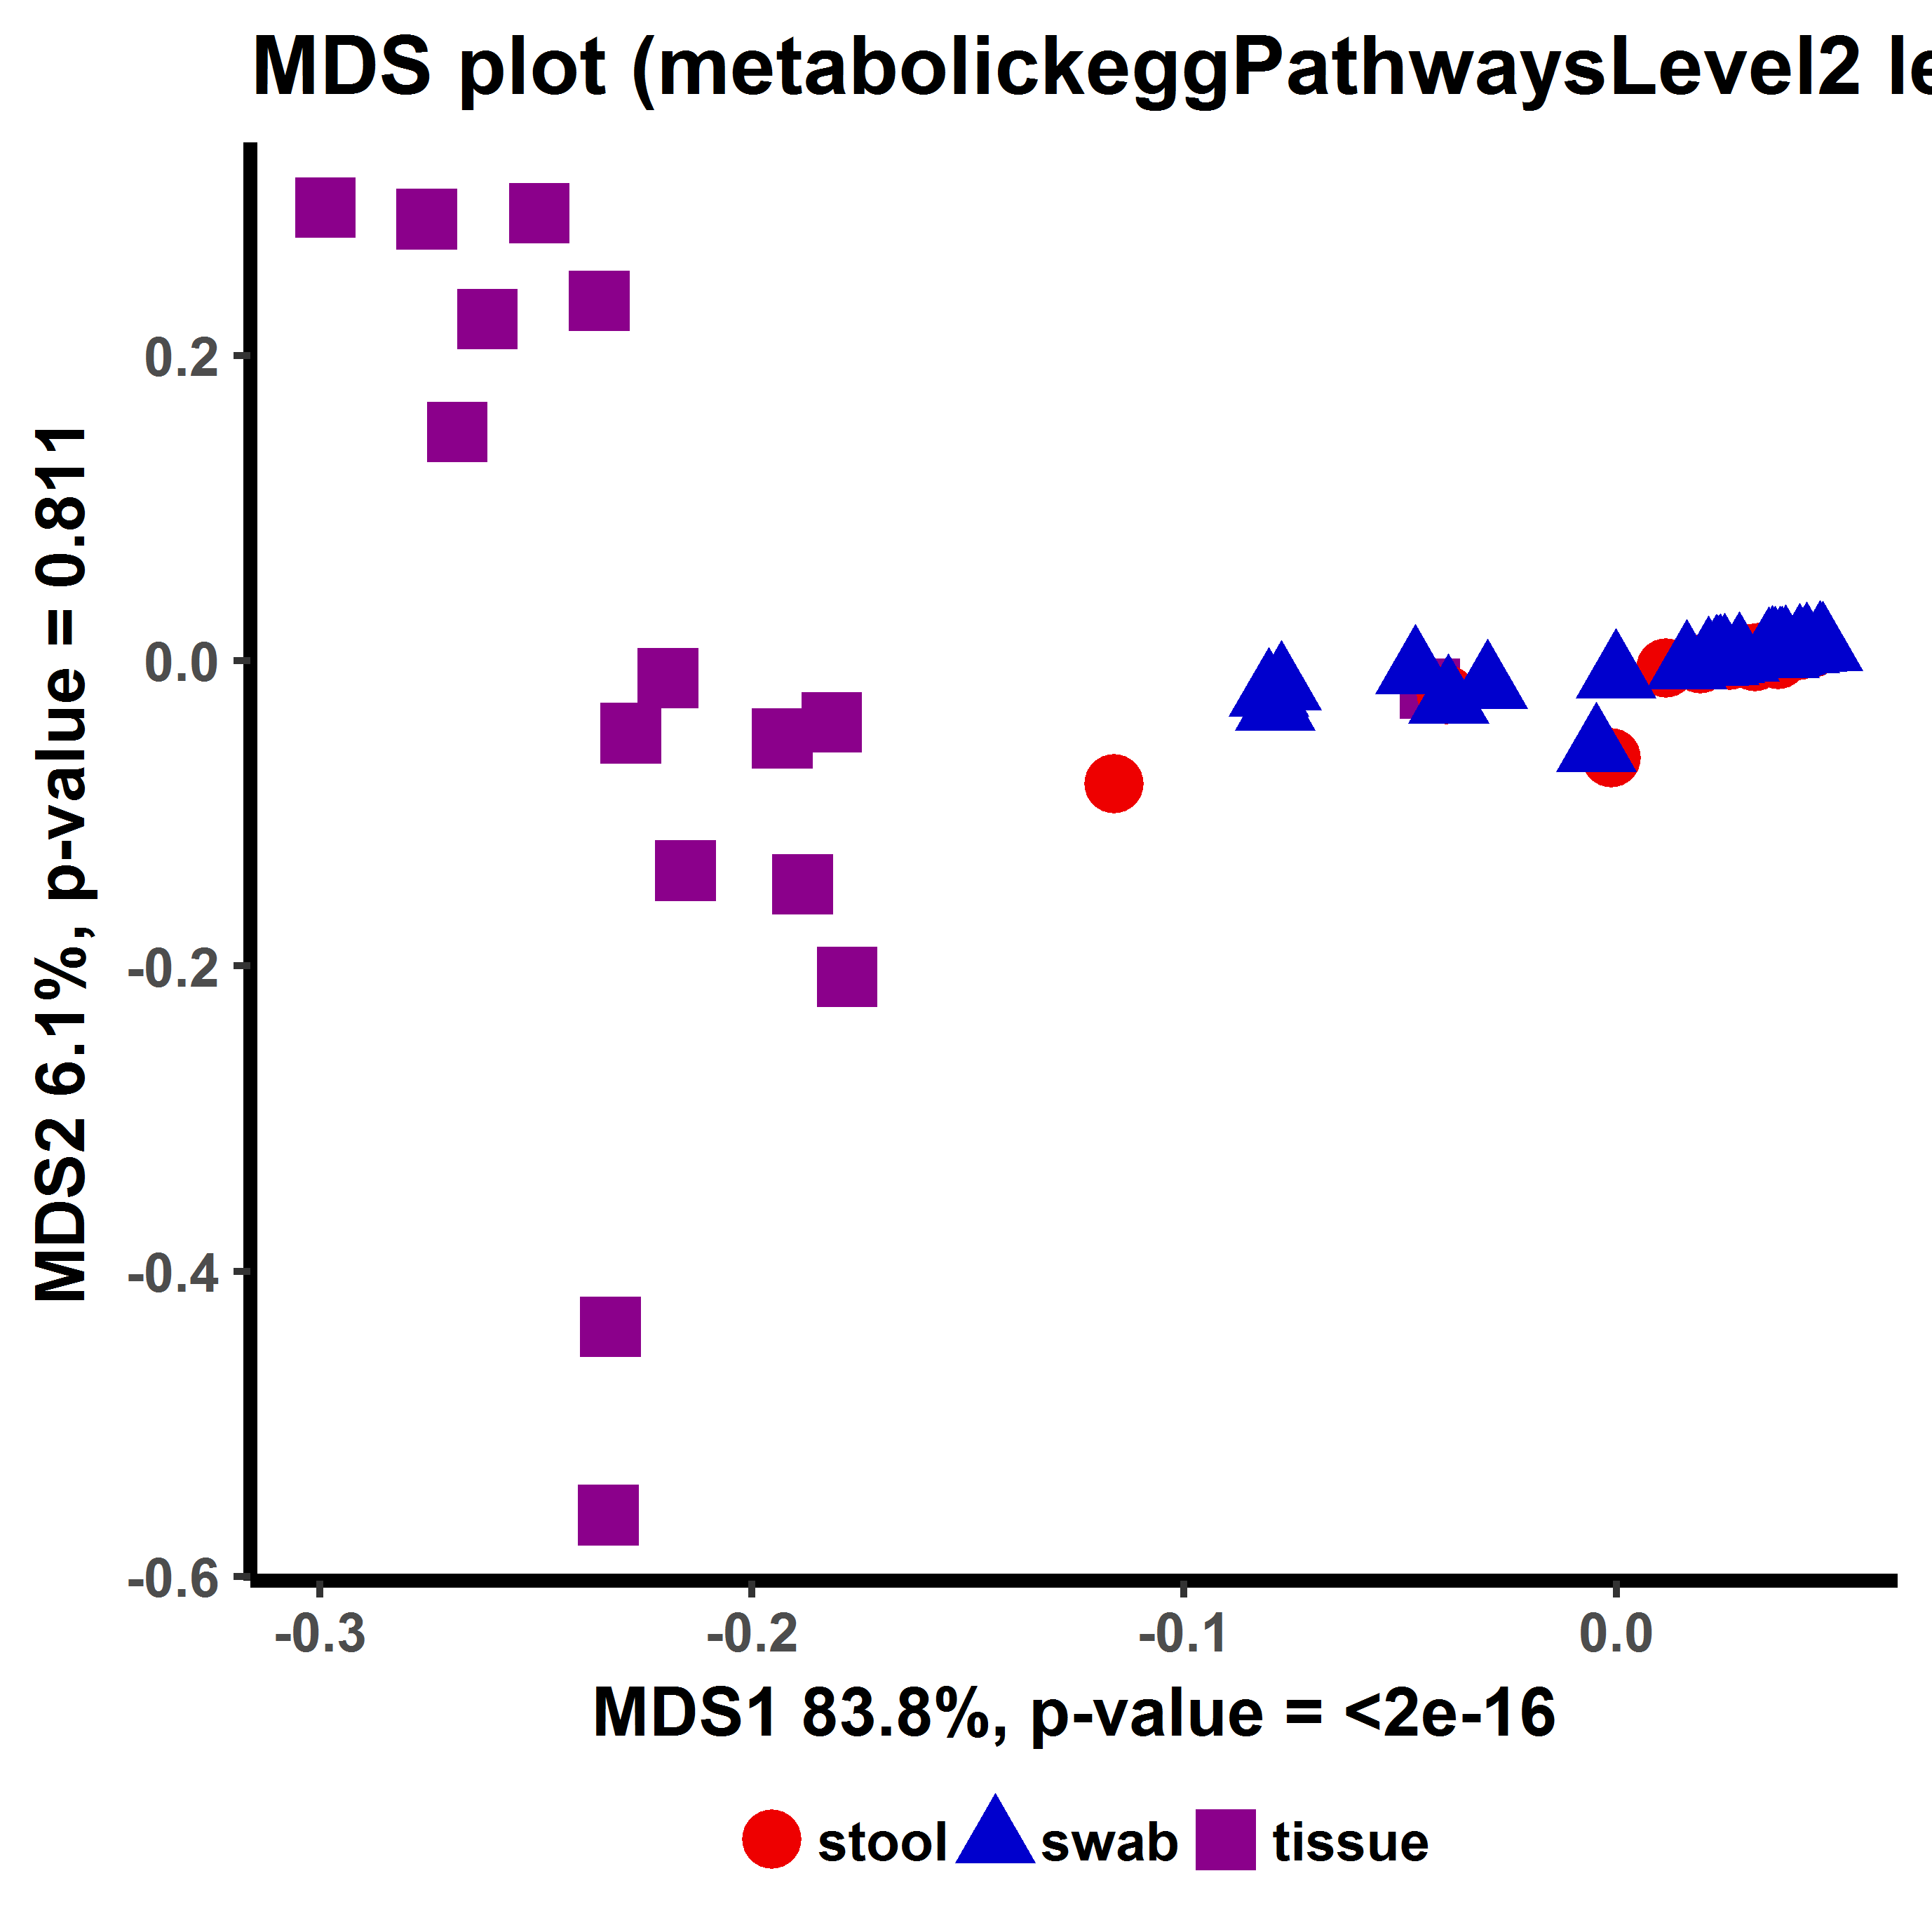 MDS plot (metabolickeggPathwaysLevel2 le
MDS2 6.1%, p-value = 0.811
0.2
0.0
-0.2
-0.4
-0.6
-0.3 -0.2 -0.1 0.0
MDS1 83.8%, p-value = <2e-16
stool swab tissue